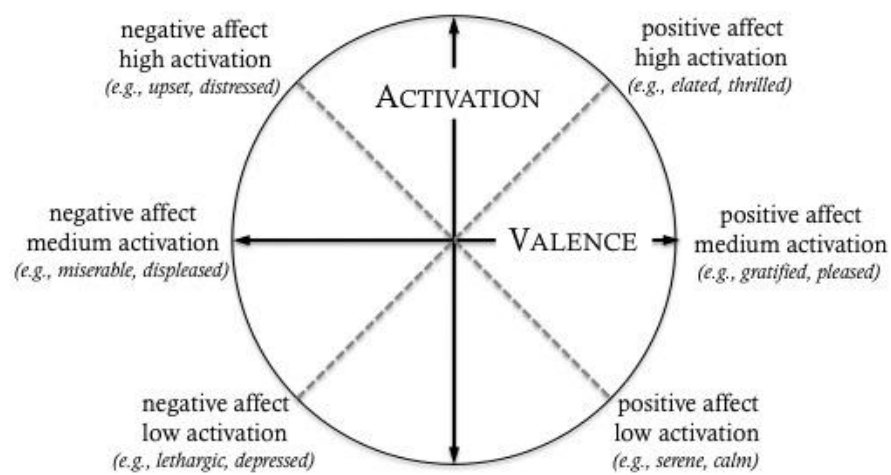 negative affect
high activation
(e.g., upset, distressed)
positive affect
high activation
(e.g., elated, thrilled)
ACTIVATION
negative affect
medium activation
(e.g., miserable, displeased)
VALENCE
positive affect
medium activation
(e.g., gratified, pleased)
negative affect
low activation
(e.g., lethargic, depressed)
positive affect
low activation
(e.g., serene, calm)